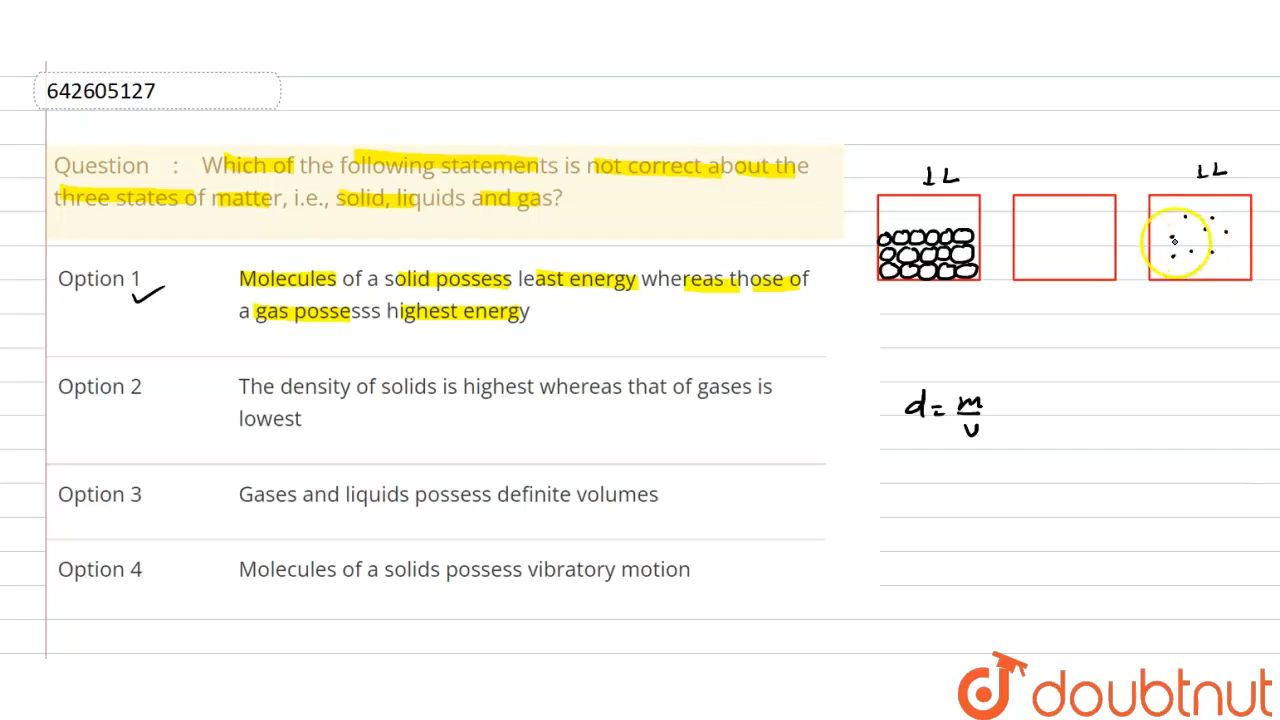 642605127
Question : Which of the following statements is not correct about the
three states of matter, i.e., solid, liquids and gas?
Option 1 Molecules of a solid possess least energy whereas those of
a gas possesss highest energy
Option 2 The density of solids is highest whereas that of gases is
lowest
Option 3 Gases and liquids possess definite volumes
Option 4 Molecules of a solids possess vibratory motion
1L
1L
d = m
v
doubtnut